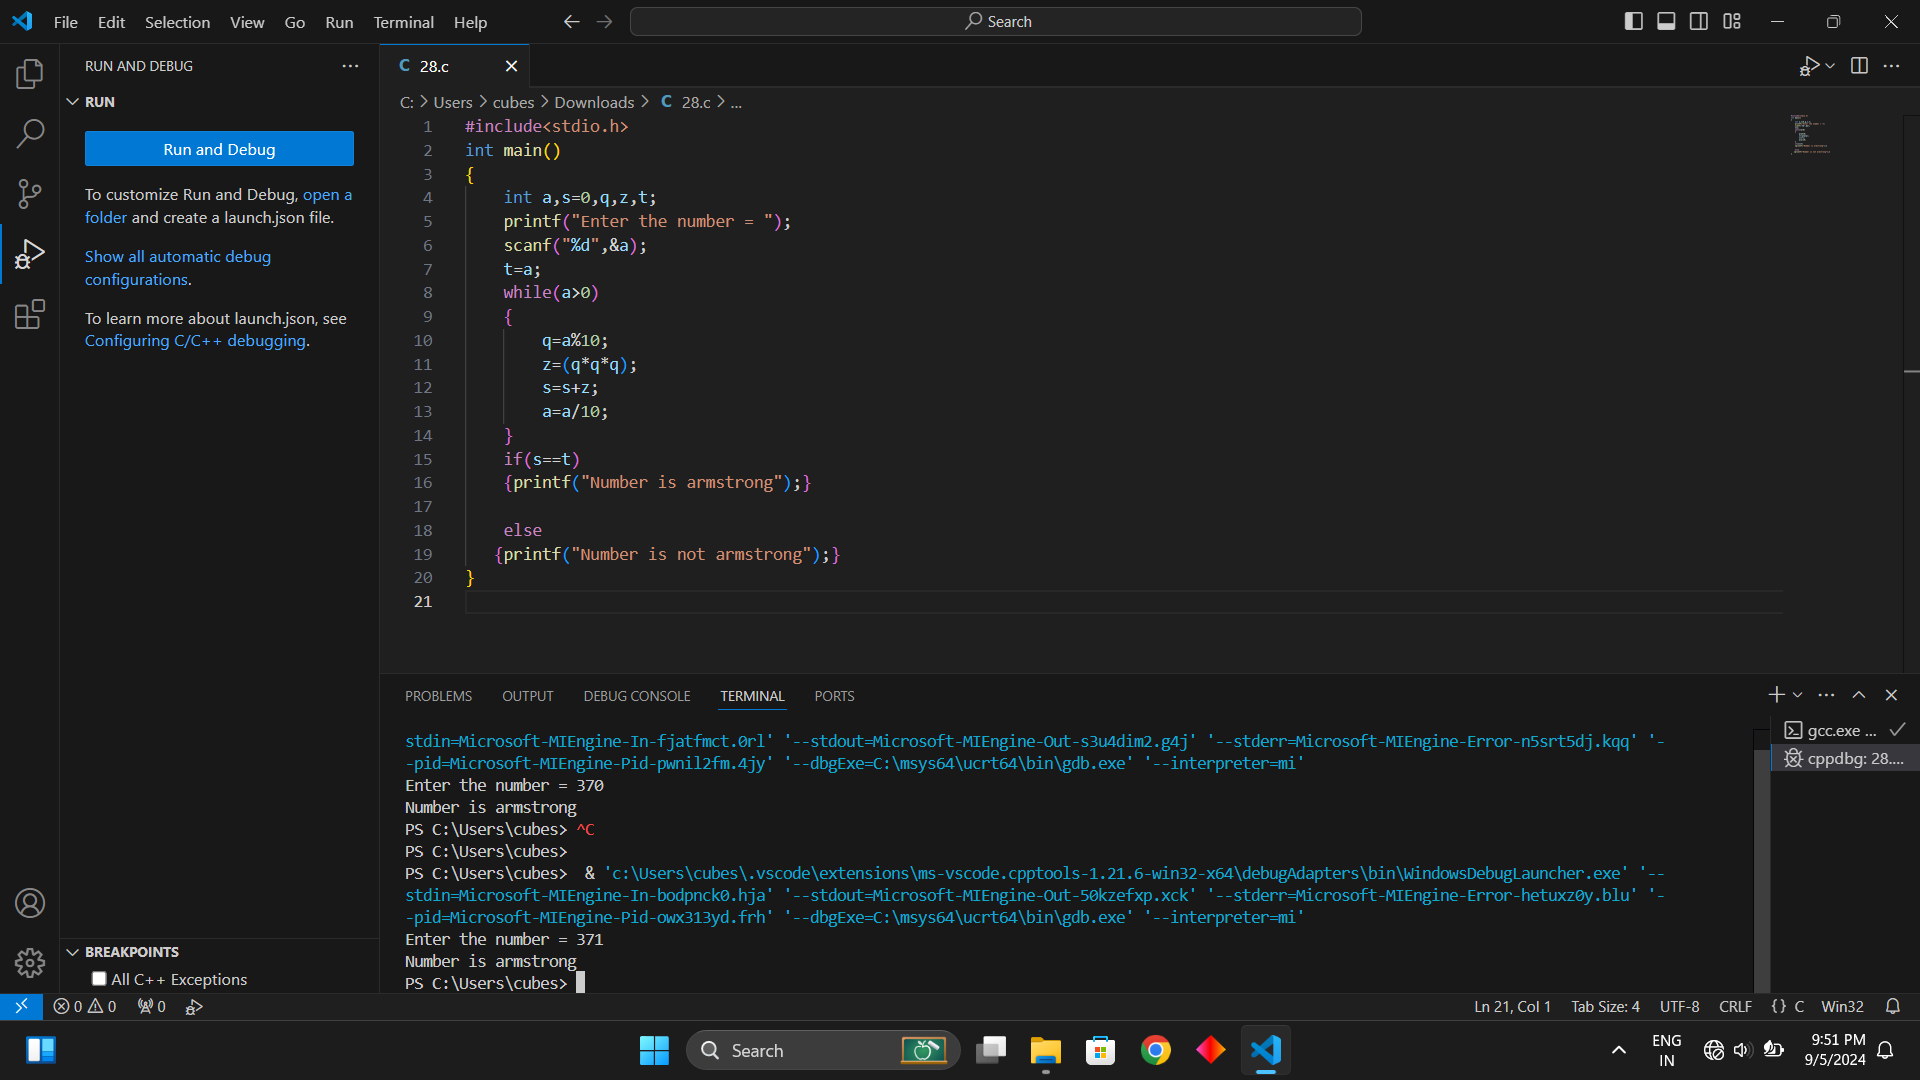 File Edit Selection View Go Run Terminal Help
Search
RUN AND DEBUG
RUN
Run and Debug
To customize Run and Debug, open a
folder and create a launch.json file.
Show all automatic debug
configurations.
To learn more about launch.json, see
Configuring C/C++ debugging.
BREAKPOINTS
All C++ Exceptions
C 28.c
C: > Users > cubes > Downloads > C 28.c > ...
1 #include<stdio.h>
2 int main()
3 {
4 int a,s=0,q,z,t;
5 printf("Enter the number = ");
6 scanf("%d",&a);
7 t=a;
8 while(a>0)
9 {
10 q=a%10;
11 z=(q*q*q);
12 s=s+z;
13 a=a/10;
14 }
15 if(s==t)
16 {printf("Number is armstrong");}
17
18 else
19 {printf("Number is not armstrong");}
20 }
21
PROBLEMS OUTPUT DEBUG CONSOLE TERMINAL PORTS
stdin=Microsoft-MIEngine-In-fjatfmct.0rl' '--stdout=Microsoft-MIEngine-Out-s3u4dim2.g4j' '--stderr=Microsoft-MIEngine-Error-n5srt5dj.kqq' '-
-pid=Microsoft-MIEngine-Pid-pwnil2fm.4jy' '--dbgExe=C:\msys64\ucrt64\bin\gdb.exe' '--interpreter=mi'
Enter the number = 370
Number is armstrong
PS C:\Users\cubes> ^C
PS C:\Users\cubes>
PS C:\Users\cubes> & 'c:\Users\cubes\.vscode\extensions\ms-vscode.cpptools-1.21.6-win32-x64\debugAdapters\bin\WindowsDebugLauncher.exe' '--
stdin=Microsoft-MIEngine-In-bodpnck0.hja' '--stdout=Microsoft-MIEngine-Out-50kzefxp.xck' '--stderr=Microsoft-MIEngine-Error-hetuxz0y.blu' '-
-pid=Microsoft-MIEngine-Pid-owx313yd.frh' '--dbgExe=C:\msys64\ucrt64\bin\gdb.exe' '--interpreter=mi'
Enter the number = 371
Number is armstrong
PS C:\Users\cubes>
gcc.exe ...
cppdbg: 28....
0 0 0
Ln 21, Col 1 Tab Size: 4 UTF-8 CRLF {} C Win32
Search
ENG
IN
9:51 PM
9/5/2024